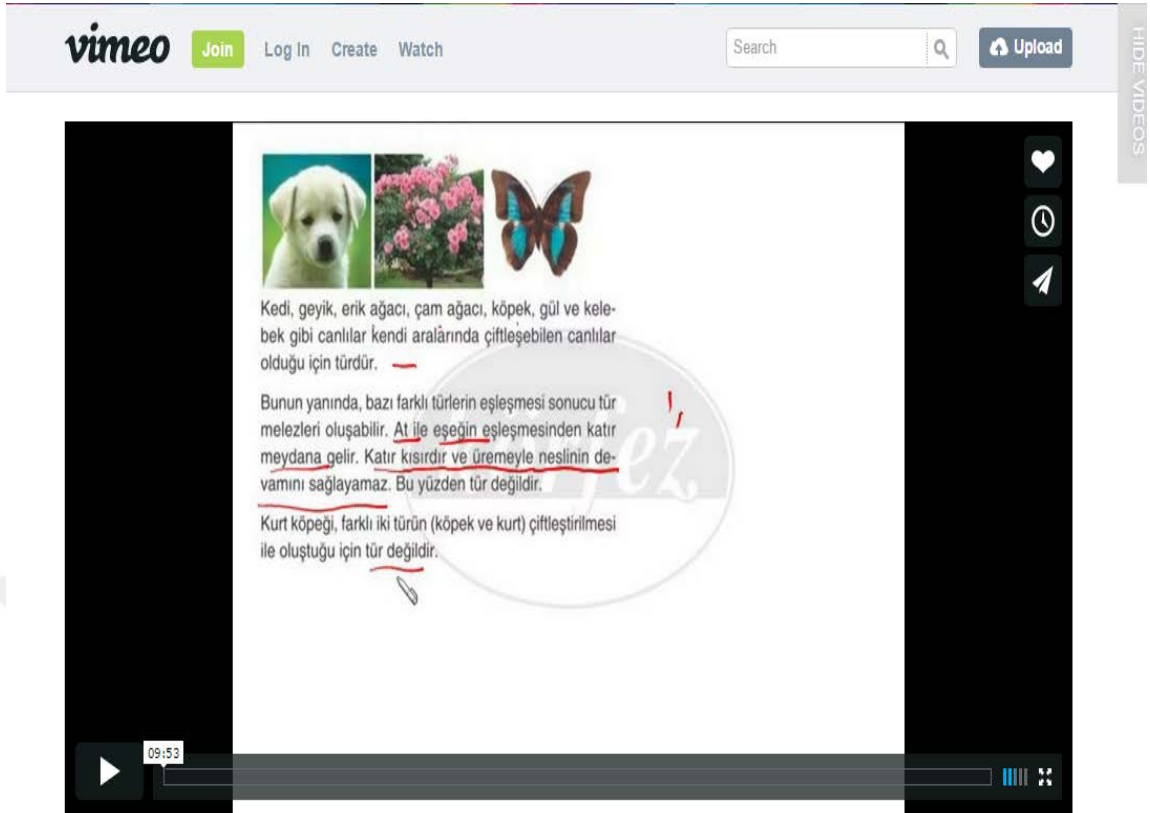 vimeo Join Log In Create Watch Search Upload
HIDE VIDEOS
Kedi, geyik, erik ağacı, çam ağacı, köpek, gül ve kele-
bek gibi canlılar kendi aralarında çiftleşebilen canlılar
olduğu için türdür.
Bunun yanında, bazı farklı türlerin eşleşmesi sonucu tür
melezleri oluşabilir. At ile eşeğin eşleşmesinden katır
meydana gelir. Katır kısırdır ve üremeyle neslinin de-
vamını sağlayamaz. Bu yüzden tür değildir.
Kurt köpeği, farklı iki türün (köpek ve kurt) çiftleştirilmesi
ile oluştuğu için tür değildir.
körfez
09:53